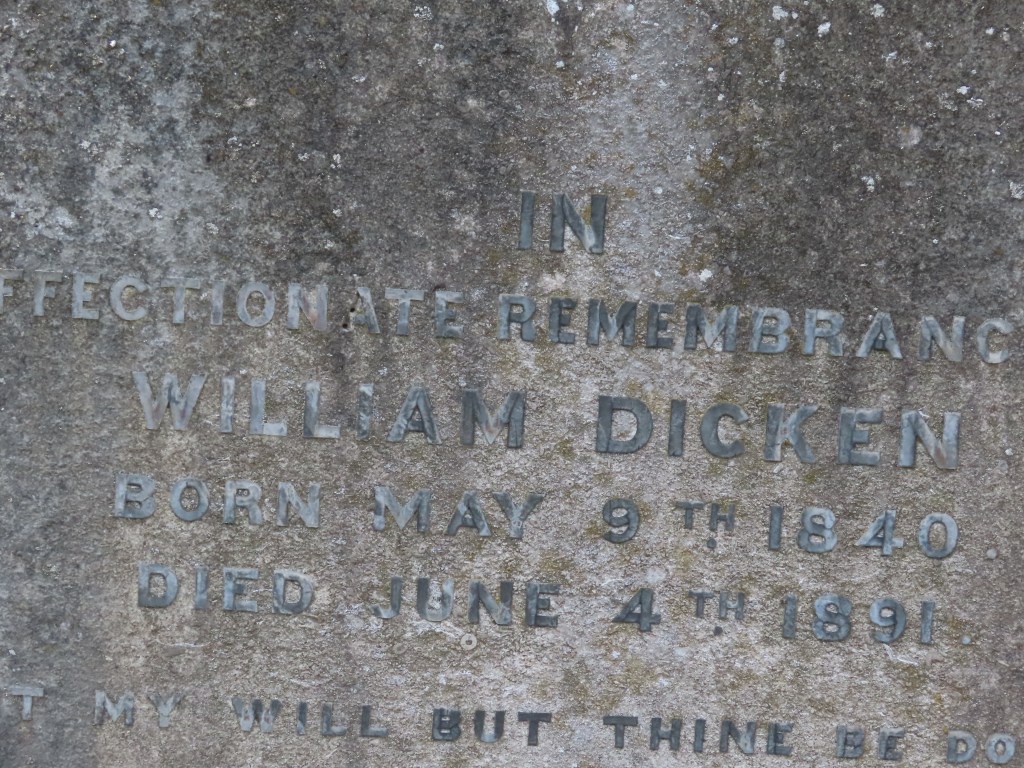 IN
FFECTIONATE REMEMBRANC
WILLIAM DICKEN
BORN MAY 9TH 1840
DIED JUNE 4TH 1891.
T MY WILL BUT THINE BE DO